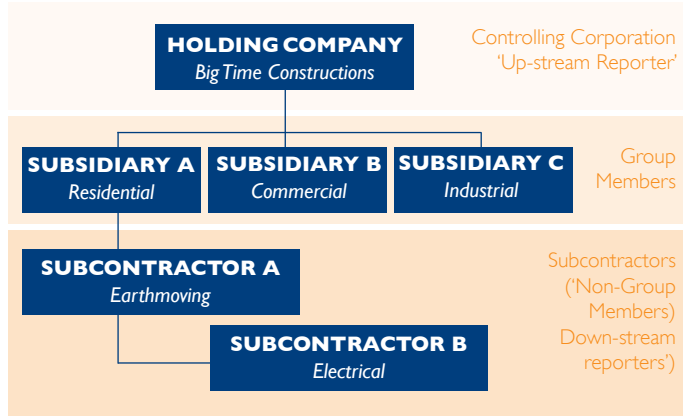 HOLDING COMPANY
Big Time Constructions
Controlling Corporation
‘Up-stream Reporter’
SUBSIDIARY A
Residential
SUBSIDIARY B
Commercial
SUBSIDIARY C
Industrial
Group
Members
SUBCONTRACTOR A
Earthmoving
SUBCONTRACTOR B
Electrical
Subcontractors
(‘Non-Group
Members)
Down-stream
reporters’)